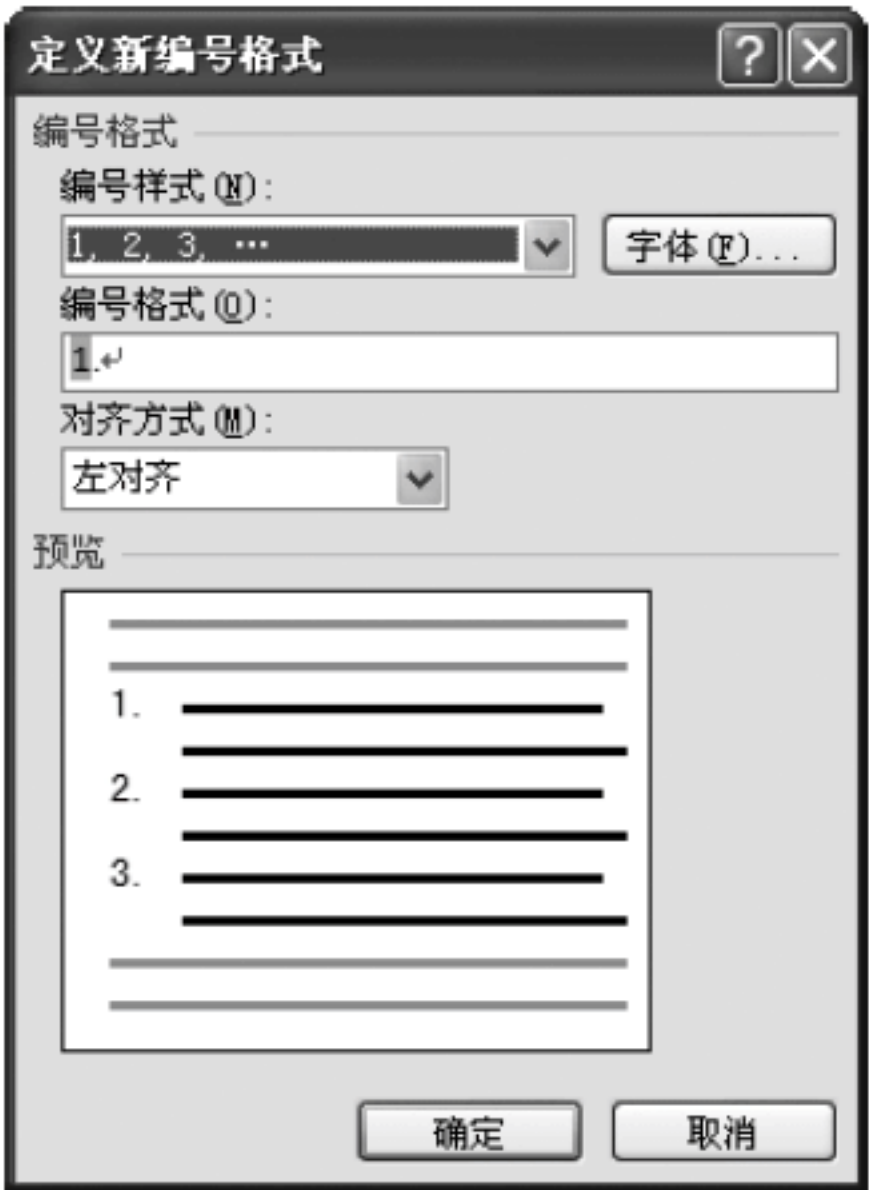 定义新编号格式
编号格式
编号样式(N):
1, 2, 3, … 字体(F)...
编号格式(O):
1.↵
对齐方式(M):
左对齐
预览
1.
2.
3.
确定 取消